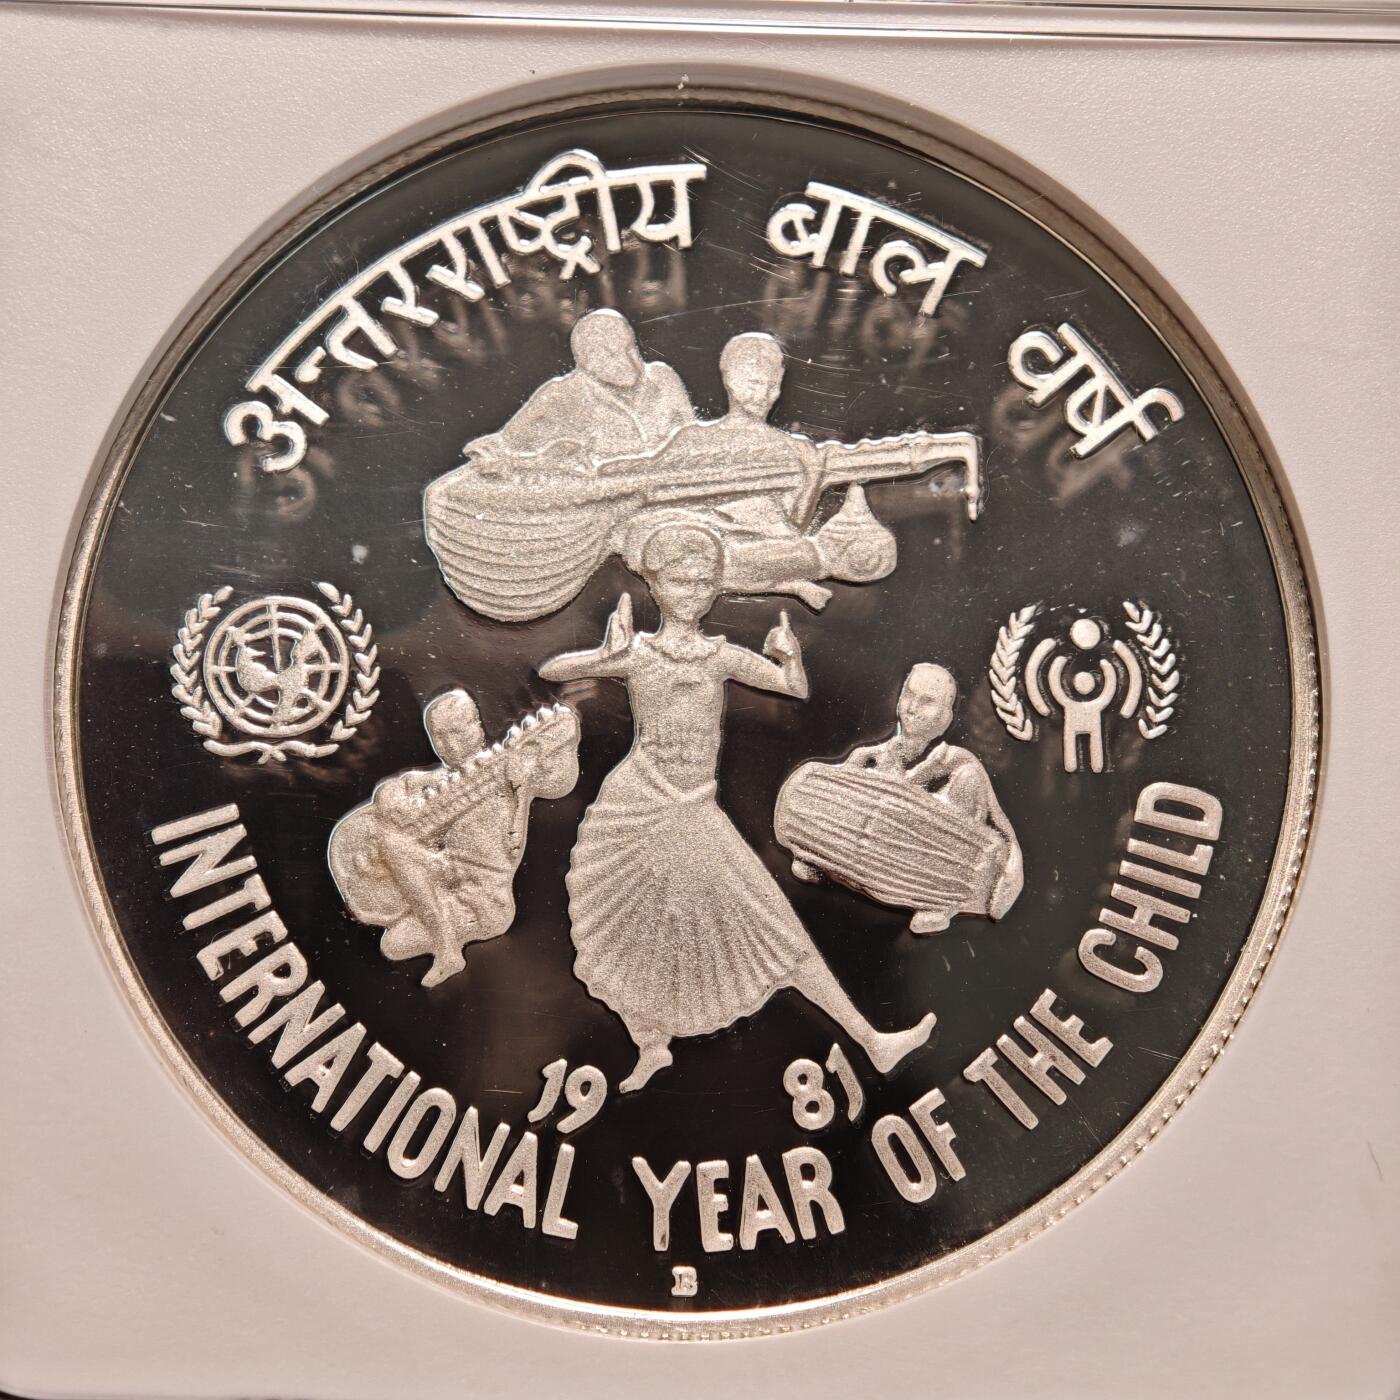 अन्तरराष्ट्रीय बाल वर्ष
19 81
INTERNATIONAL YEAR OF THE CHILD
B